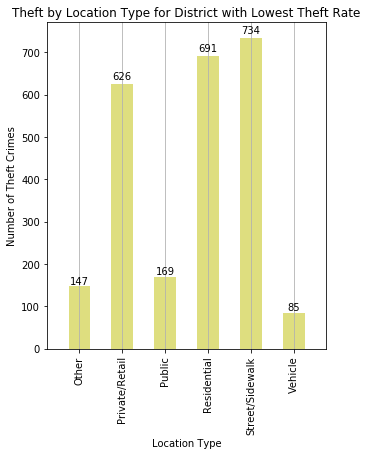 Theft by Location Type for District with Lowest Theft Rate
Number of Theft Crimes
700
600
500
400
300
200
100
0
147
626
169
691
734
85
Other
Private/Retail
Public
Residential
Street/Sidewalk
Vehicle
Location Type